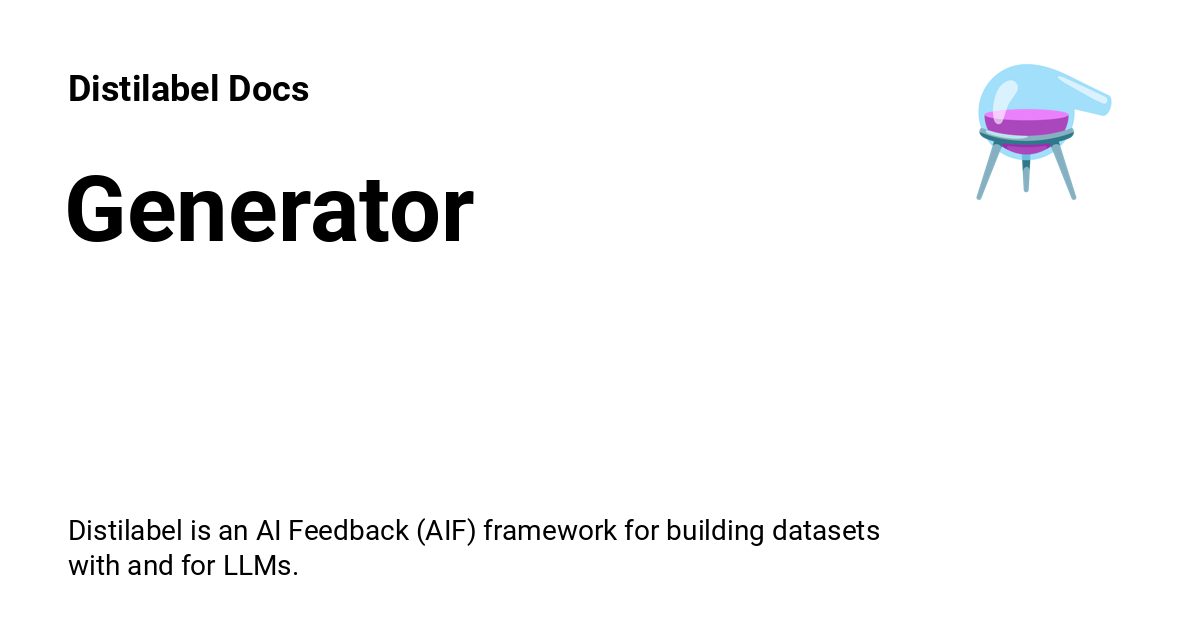 Distilabel Docs
Generator
Distilabel is an AI Feedback (AIF) framework for building datasets
with and for LLMs.